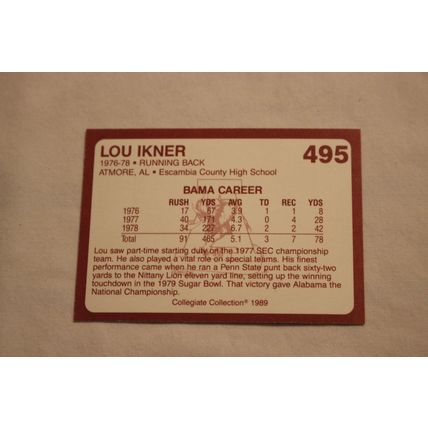 LOU IKNER 495
1976-78 • RUNNING BACK
ATMORE, AL • Escambia County High School
BAMA CAREER
RUSH YDS AVG TD REC YDS
1976 17 67 3.9 1 1 8
1977 40 171 4.3 0 4 28
1978 34 227 6.7 2 2 42
Total 91 465 5.1 3 7 78
Lou saw part-time starting duty on the 1977 SEC championship
team. He also played a vital role on special teams. His finest
performance came when he ran a Penn State punt back sixty-two
yards to the Nittany Lion eleven yard line, setting up the winning
touchdown in the 1979 Sugar Bowl. That victory gave Alabama the
National Championship.
Collegiate Collection® 1989